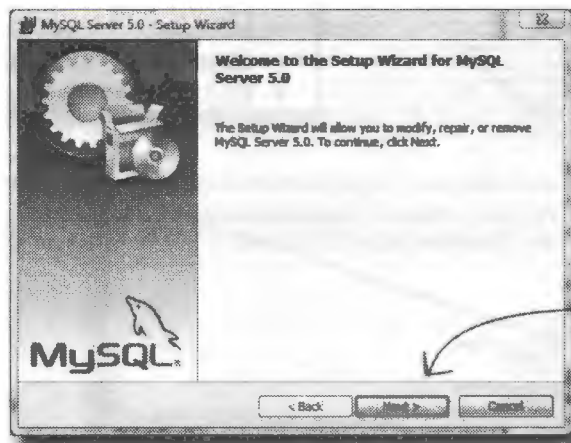 MySQL Server 5.0 - Setup Wizard
Welcome to the Setup Wizard for MySQL
Server 5.0
The Setup Wizard will allow you to modify, repair, or remove
MySQL Server 5.0. To continue, click Next.
MySQL
< Back Next > Cancel